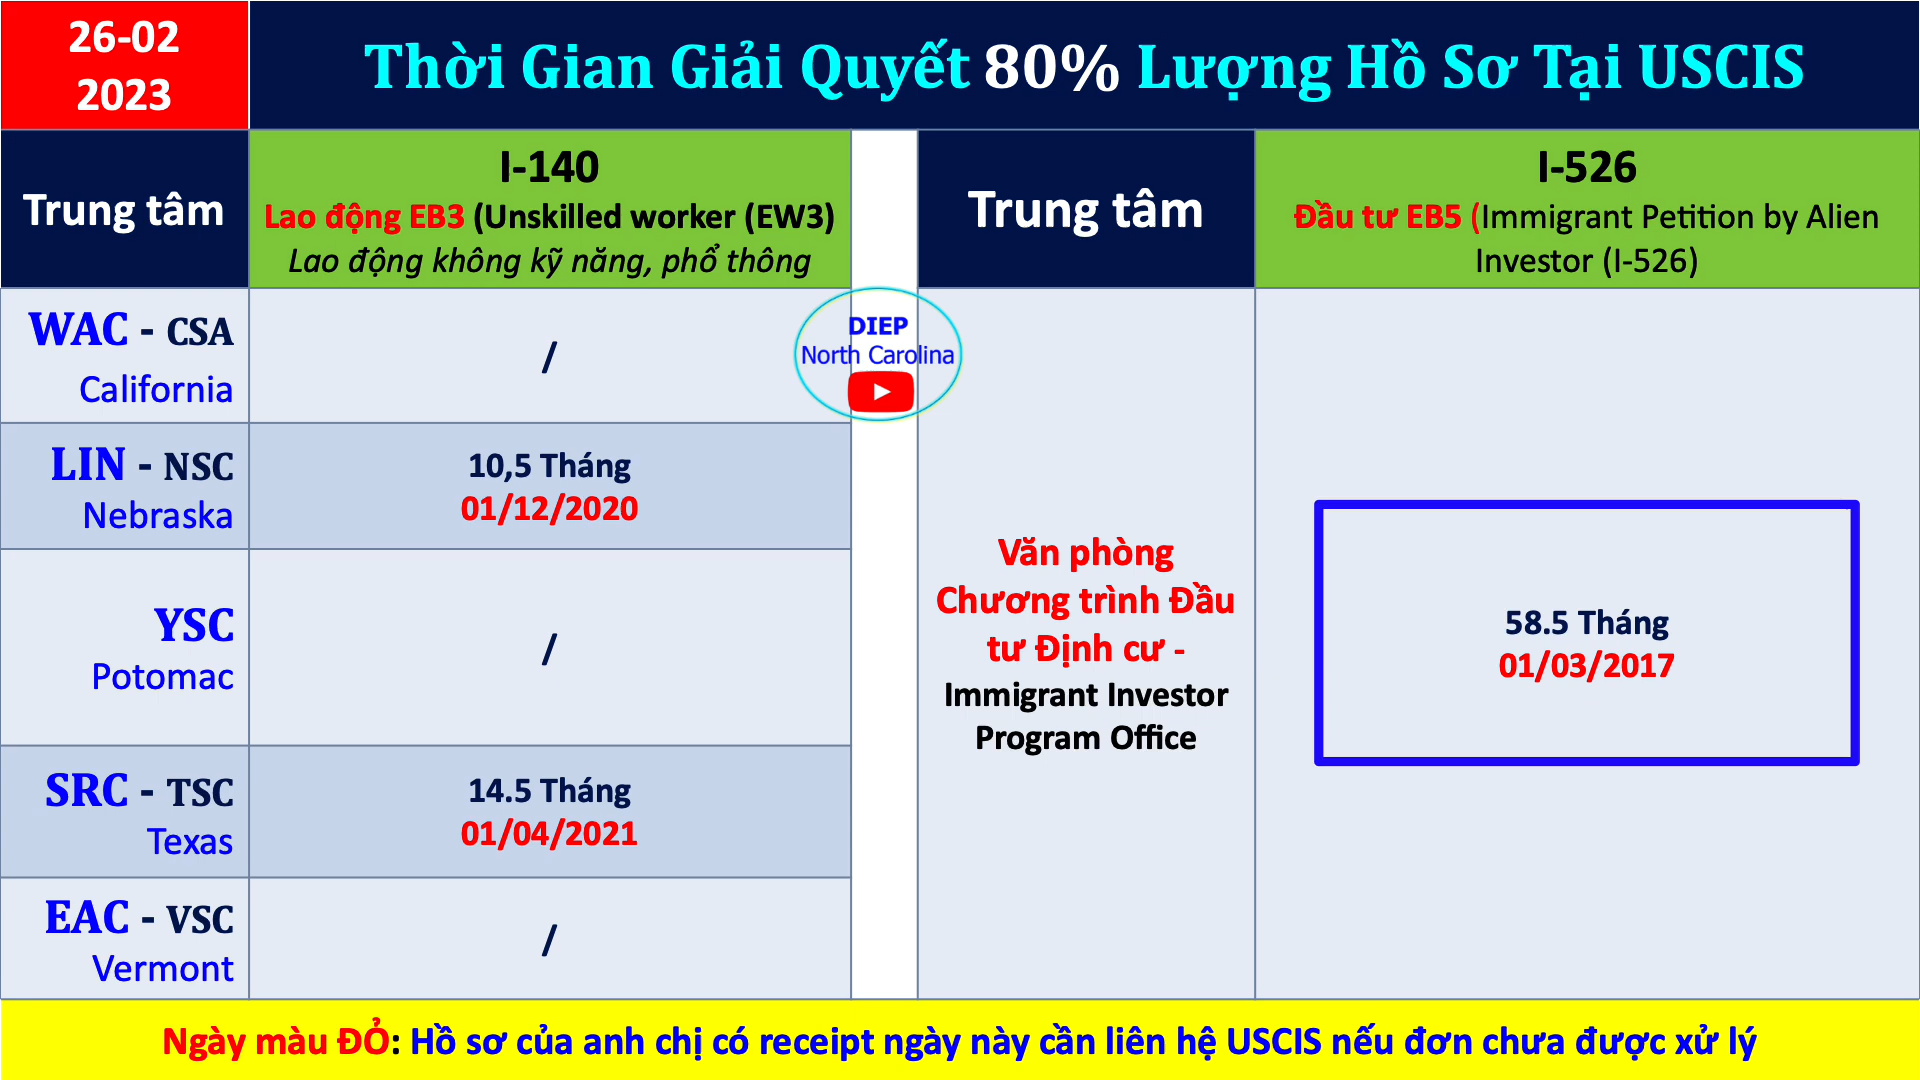 26-02
2023
Thời Gian Giải Quyết 80% Lượng Hồ Sơ Tại USCIS
Trung tâm
I-140
Lao động EB3 (Unskilled worker (EW3)
Lao động không kỹ năng, phổ thông
Trung tâm
I-526
Đầu tư EB5 (Immigrant Petition by Alien
Investor (I-526)
WAC - CSA
California
/
DIEP
North Carolina
LIN - NSC
Nebraska
10,5 Tháng
01/12/2020
YSC
Potomac
/
SRC - TSC
Texas
14.5 Tháng
01/04/2021
EAC - VSC
Vermont
/
Văn phòng
Chương trình Đầu
tư Định cư -
Immigrant Investor
Program Office
58.5 Tháng
01/03/2017
Ngày màu ĐỎ: Hồ sơ của anh chị có receipt ngày này cần liên hệ USCIS nếu đơn chưa được xử lý